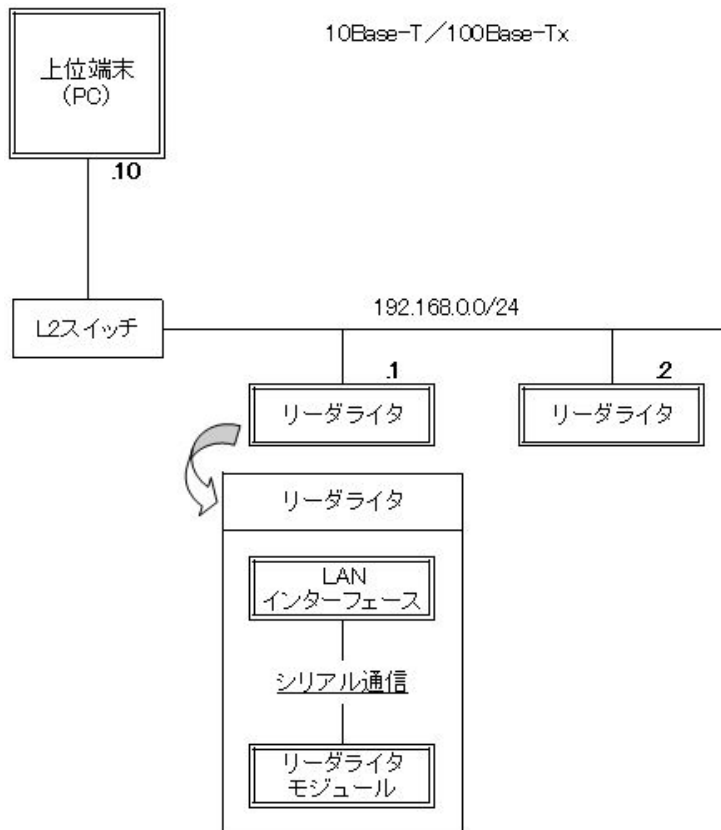 10Base-T／100Base-Tx
上位端末
(PC)
.10
L2スイッチ
192.168.0.0/24
.1
.2
リーダライタ
リーダライタ
リーダライタ
LAN
インターフェース
シリアル通信
リーダライタ
モジュール